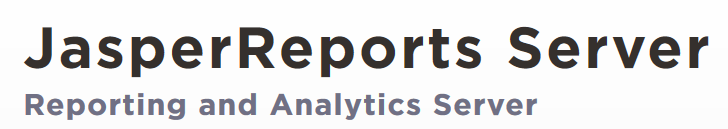 JasperReports Server
Reporting and Analytics Server